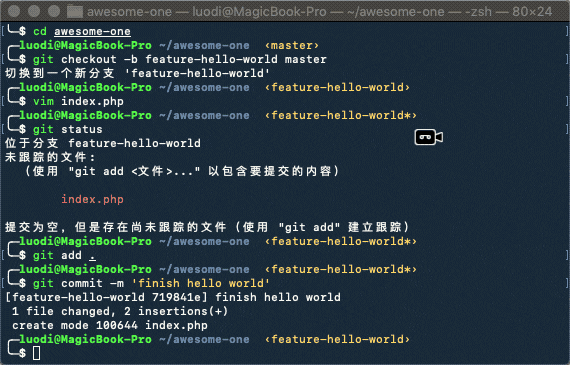 awesome-one — luodi@MagicBook-Pro — ~/awesome-one — -zsh — 80×24
$ cd awesome-one
luodi@MagicBook-Pro ~/awesome-one ‹master›
$ git checkout -b feature-hello-world master
切换到一个新分支 'feature-hello-world'
luodi@MagicBook-Pro ~/awesome-one ‹feature-hello-world›
$ vim index.php
luodi@MagicBook-Pro ~/awesome-one ‹feature-hello-world*›
$ git status
位于分支 feature-hello-world
未跟踪的文件:
（使用 "git add <文件>..." 以包含要提交的内容）
index.php
提交为空，但是存在尚未跟踪的文件（使用 "git add" 建立跟踪）
luodi@MagicBook-Pro ~/awesome-one ‹feature-hello-world*›
$ git add .
luodi@MagicBook-Pro ~/awesome-one ‹feature-hello-world*›
$ git commit -m 'finish hello world'
[feature-hello-world 719841e] finish hello world
1 file changed, 2 insertions(+)
create mode 100644 index.php
luodi@MagicBook-Pro ~/awesome-one ‹feature-hello-world›
$